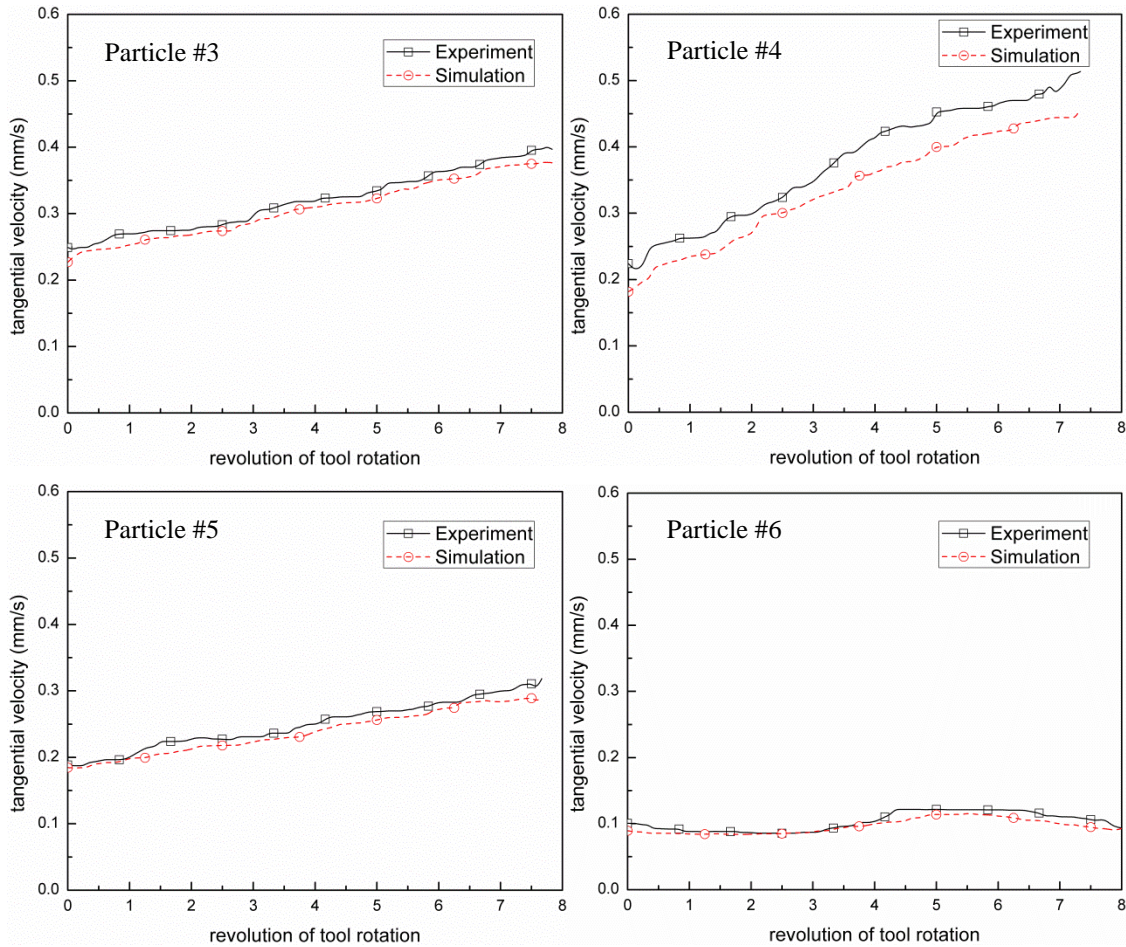 Particle #3
Experiment
Simulation
tangential velocity (mm/s)
0.6
0.5
0.4
0.3
0.2
0.1
0.0
0 1 2 3 4 5 6 7 8
revolution of tool rotation
Particle #4
Experiment
Simulation
tangential velocity (mm/s)
0.6
0.5
0.4
0.3
0.2
0.1
0.0
0 1 2 3 4 5 6 7 8
revolution of tool rotation
Particle #5
Experiment
Simulation
tangential velocity (mm/s)
0.6
0.5
0.4
0.3
0.2
0.1
0.0
0 1 2 3 4 5 6 7 8
revolution of tool rotation
Particle #6
Experiment
Simulation
tangential velocity (mm/s)
0.6
0.5
0.4
0.3
0.2
0.1
0.0
0 1 2 3 4 5 6 7 8
revolution of tool rotation